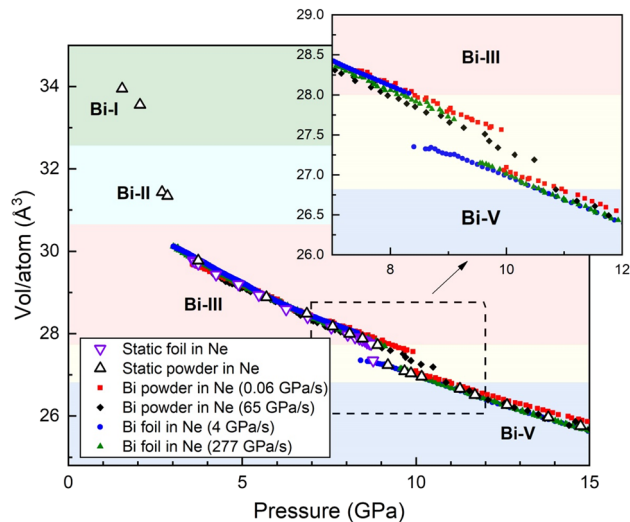 29.0
28.5
28.0
27.5
27.0
26.5
26.0
8
10
12
Bi-III
Bi-V
34
32
30
28
26
Vol/atom (Å³)
Bi-I
Bi-II
Bi-III
Bi-V
Static foil in Ne
Static powder in Ne
Bi powder in Ne (0.06 GPa/s)
Bi powder in Ne (65 GPa/s)
Bi foil in Ne (4 GPa/s)
Bi foil in Ne (277 GPa/s)
0
5
10
15
Pressure (GPa)